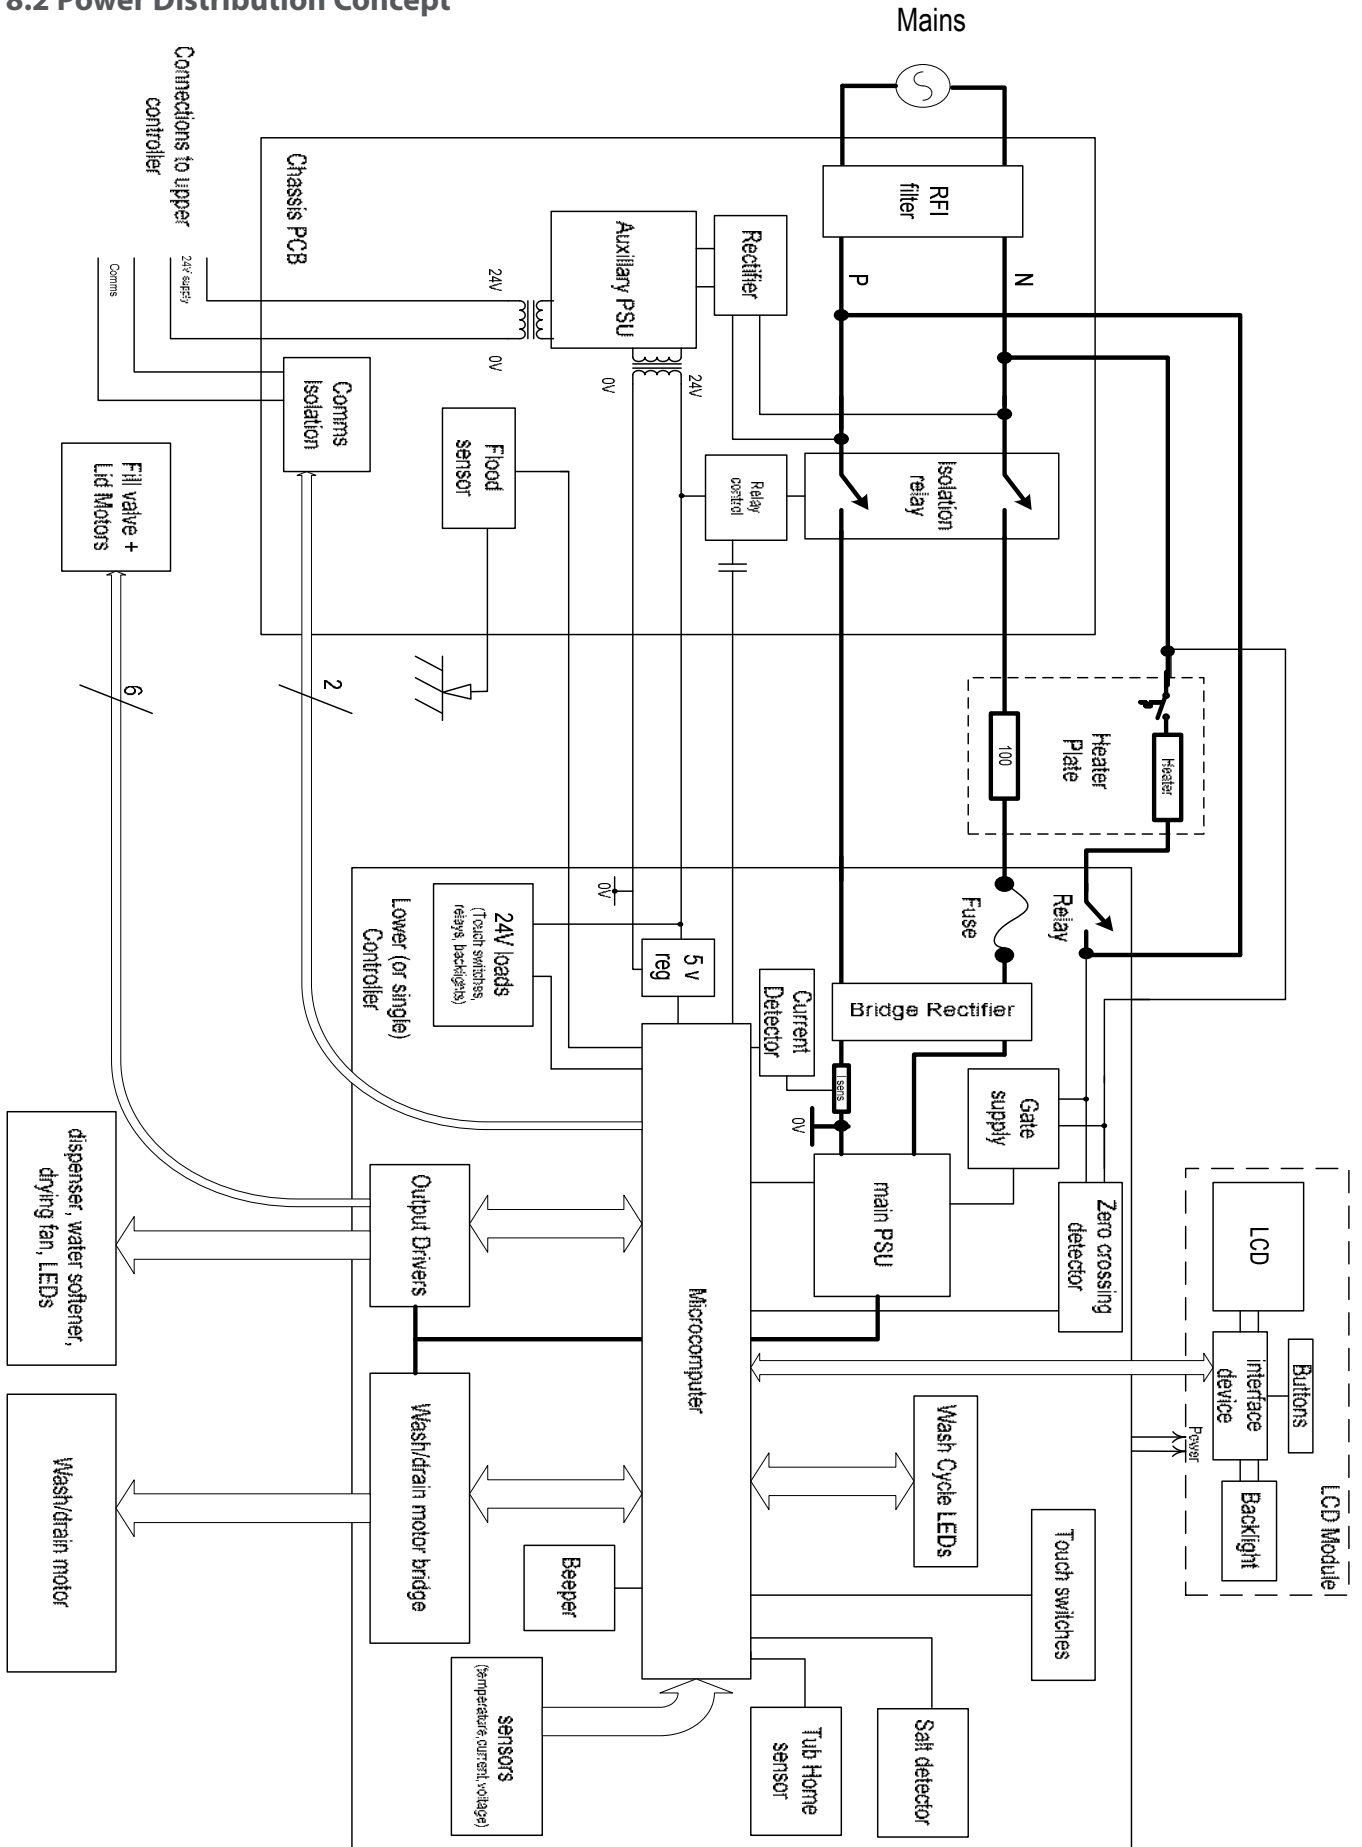 8.2 Power Distribution Concept
Mains
RFI
filter
P
N
Connections to upper
controller
24V supply
Comms
Chassis PCB
Auxillary PSU
Rectifier
24V
0V
24V
0V
Comms
Isolation
Flood
sensor
Relay
control
Isolation
relay
Fill valve +
Lid Motors
6
2
Heater
Plate
Heater
100
Relay
Fuse
0V
24V loads
(Touch switches,
relays, backlights)
Lower (or single)
Controller
5 v
reg
Current
Detector
Bridge Rectifier
I sens
0V
Gate
supply
main PSU
Zero crossing
detector
LCD
interface
device
Buttons
Backlight
LCD Module
Power
Output Drivers
dispenser, water softener,
drying fan, LEDs
Microcomputer
Wash/drain motor bridge
Wash/drain motor
Wash Cycle LEDs
Touch switches
Beeper
sensors
(temperature,current,voltage)
Tub Home
sensor
Salt detector